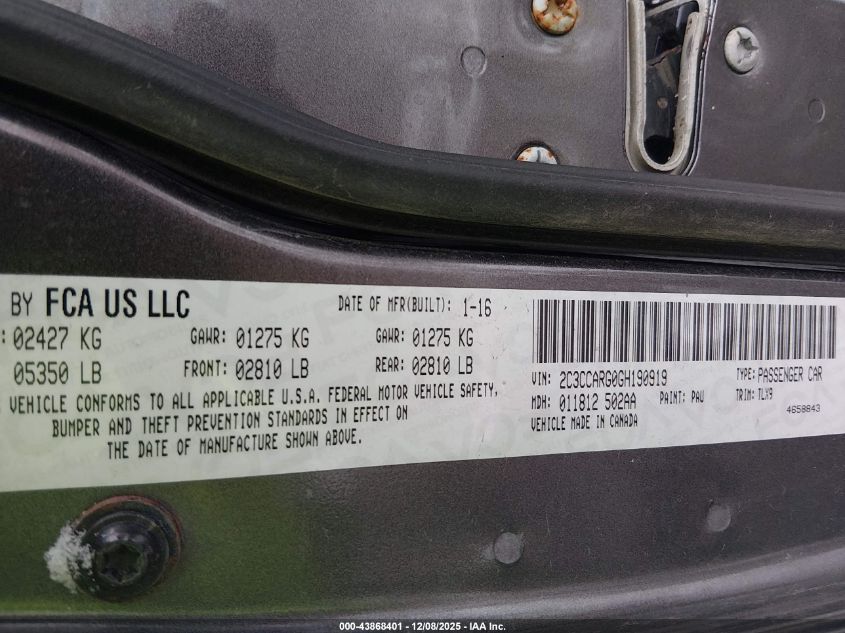 BY FCA US LLC DATE OF MFR(BUILT): 1-16
: 02427 KG GAWR: 01275 KG GAWR: 01275 KG
05350 LB FRONT: 02810 LB REAR: 02810 LB
VEHICLE CONFORMS TO ALL APPLICABLE U.S.A. FEDERAL MOTOR VEHICLE SAFETY,
BUMPER AND THEFT PREVENTION STANDARDS IN EFFECT ON
THE DATE OF MANUFACTURE SHOWN ABOVE.
VIN: 2C3CCARG0GH190919 TYPE: PASSENGER CAR
MDH: 011812 502AA PAINT: PAU TRIM: TLX9
VEHICLE MADE IN CANADA 4658843
000-43868401 - 12/08/2025 - IAA Inc.